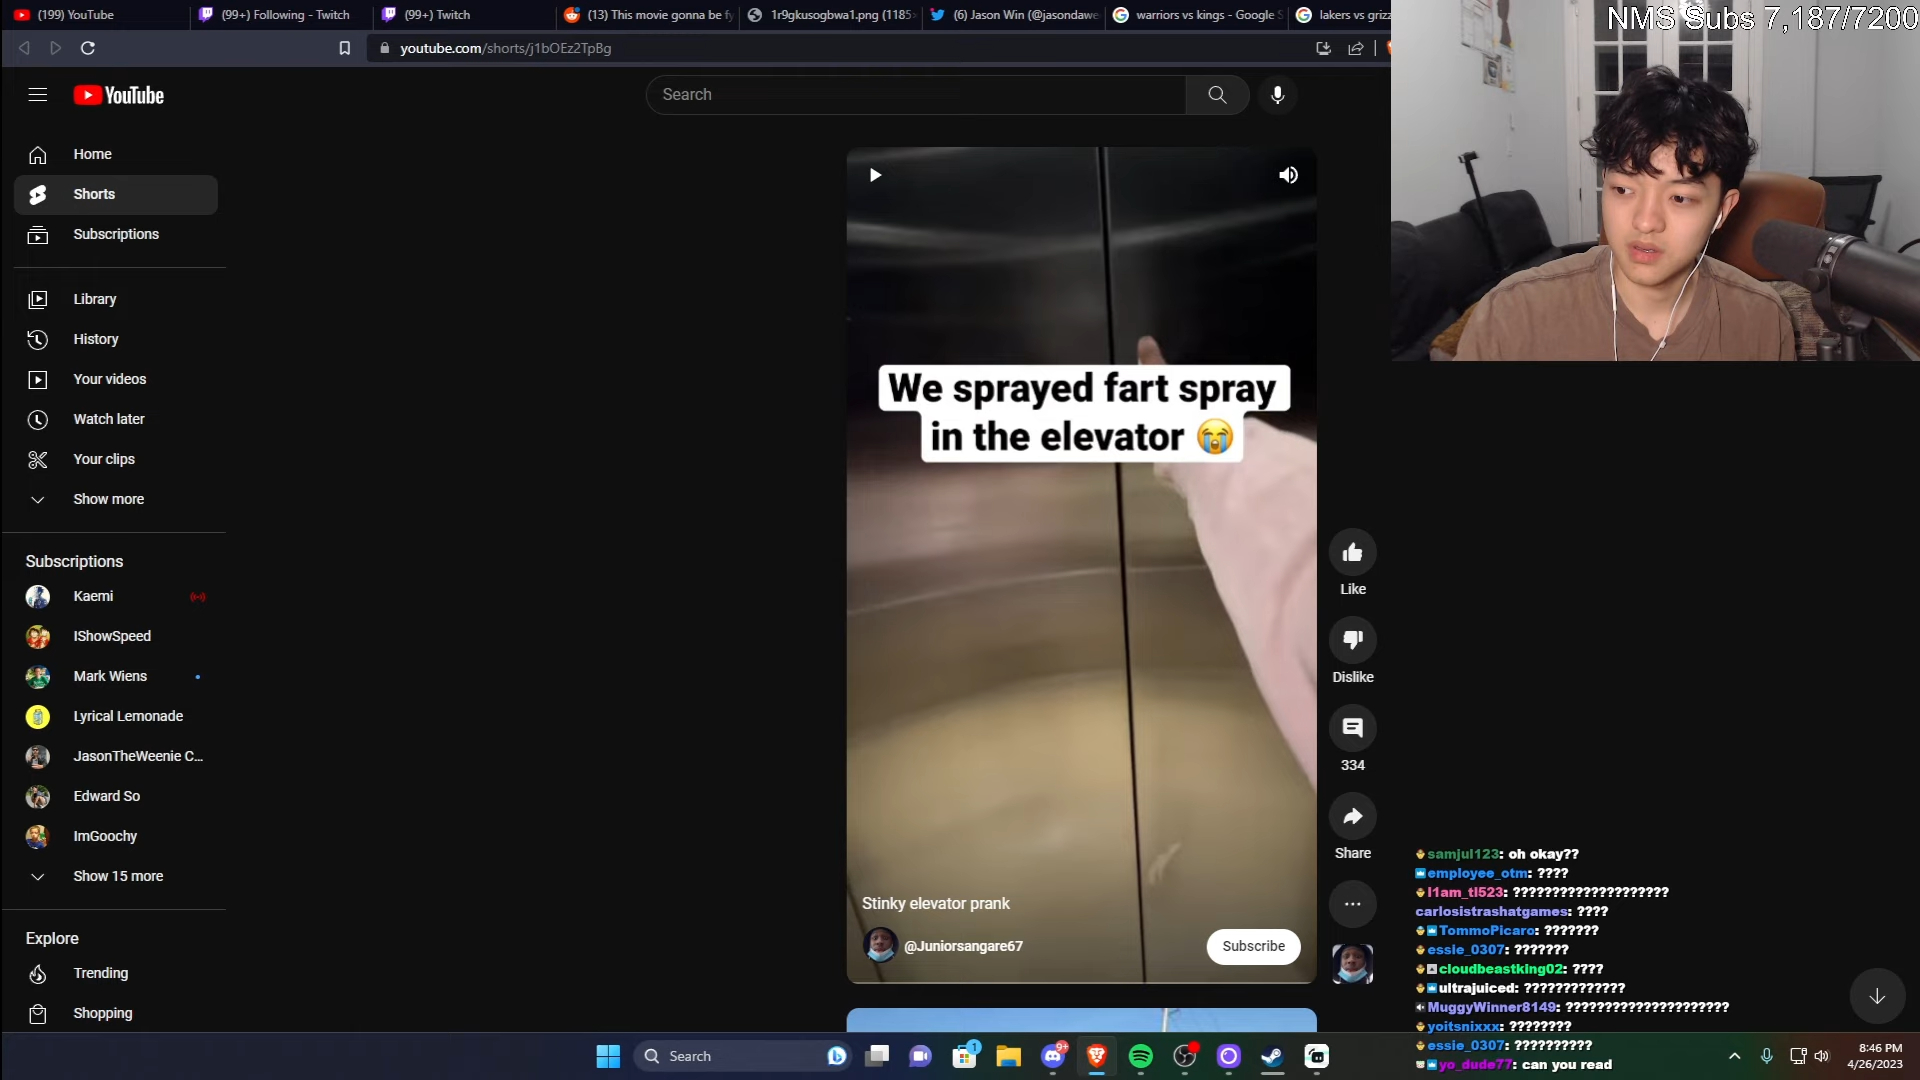 (199) YouTube
(99+) Following - Twitch
(99+) Twitch
(13) This movie gonna be fy
1r9gkusogbwa1.png (1185×
(6) Jason Win (@jasondawe
warriors vs kings - Google S
lakers vs grizz
NMS Subs 7,187/7200
youtube.com/shorts/j1bOEz2TpBg
YouTube
Search
Home
Shorts
Subscriptions
Library
History
Your videos
Watch later
Your clips
Show more
Subscriptions
Kaemi
IShowSpeed
Mark Wiens
Lyrical Lemonade
JasonTheWeenie C...
Edward So
ImGoochy
Show 15 more
Explore
Trending
Shopping
We sprayed fart spray
in the elevator 😭
Stinky elevator prank
@Juniorsangare67
Subscribe
Like
Dislike
334
Share
samjul123: oh okay??
employee_otm: ????
l1am_tl523: ????????????????????
carlosistrashatgames: ????
TommoPicaro: ???????
essie_0307: ???????
cloudbeastking02: ????
ultrajuiced: ?????????????
MuggyWinner8149: ?????????????????????
yoitsnixxx: ????????
essie_0307: ??????????
yo_dude77: can you read
Search
1
9+
8:46 PM
4/26/2023